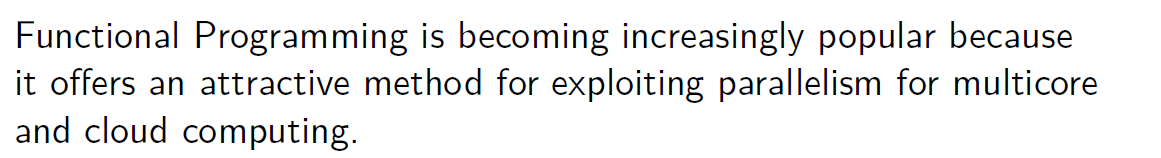 Functional Programming is becoming increasingly popular because
it offers an attractive method for exploiting parallelism for multicore
and cloud computing.